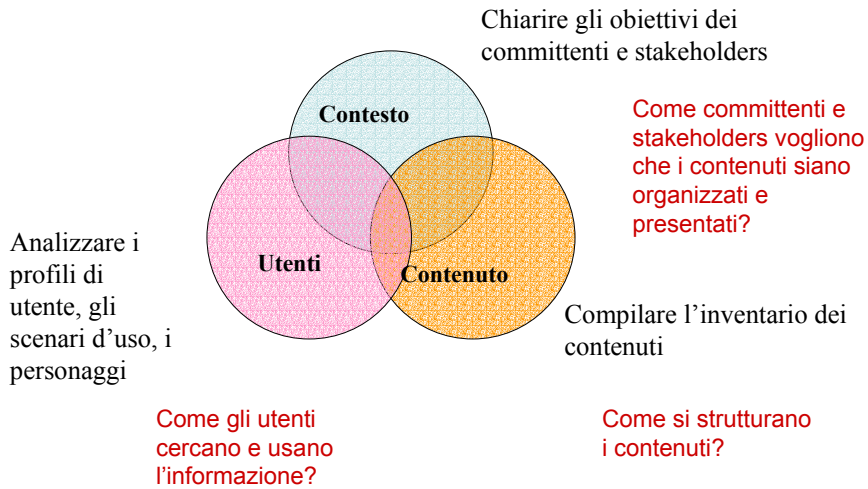 Chiarire gli obiettivi dei
committenti e stakeholders
Contesto
Come committenti e
stakeholders vogliono
che i contenuti siano
organizzati e
presentati?
Analizzare i
profili di
utente, gli
scenari d’uso, i
personaggi
Utenti
Contenuto
Compilare l’inventario dei
contenuti
Come gli utenti
cercano e usano
l’informazione?
Come si strutturano
i contenuti?